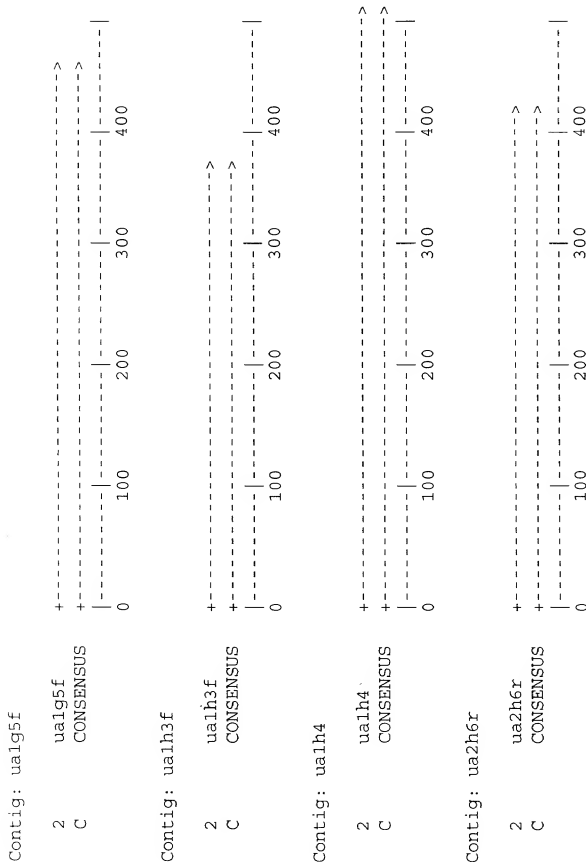 Contig: ua1g5f
2 ua1g5f +---------------------------------------------->
C CONSENSUS +---------------------------------------------->
|---------|---------|---------|---------|---------|
0 100 200 300 400
Contig: ua1h3f
2 ua1h3f +------------------------------------->
C CONSENSUS +------------------------------------->
|---------|---------|---------|---------|---------|
0 100 200 300 400
Contig: ua1h4
2 ua1h4 +-------------------------------------------------->
C CONSENSUS +-------------------------------------------------->
|---------|---------|---------|---------|---------|
0 100 200 300 400
Contig: ua2h6r
2 ua2h6r +------------------------------------------>
C CONSENSUS +------------------------------------------>
|---------|---------|---------|---------|---------|
0 100 200 300 400